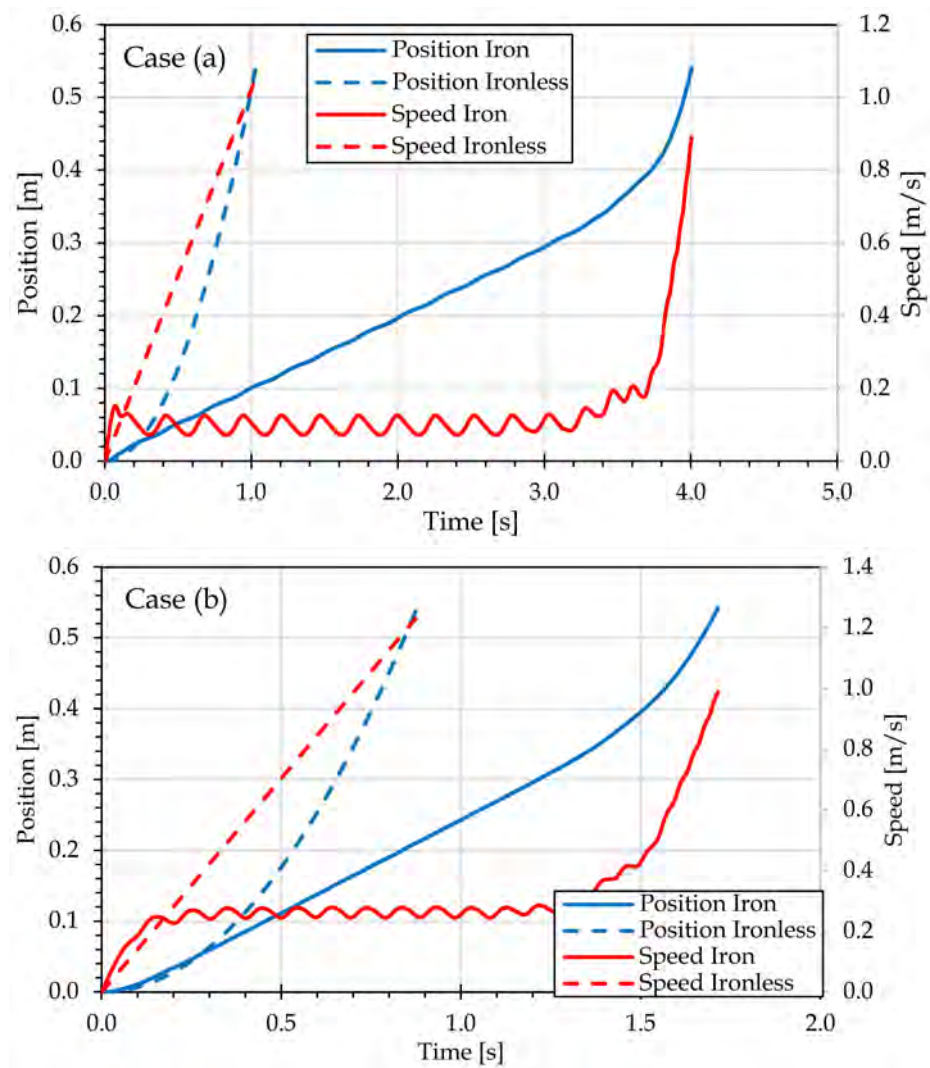 Case (a)
Position Iron
Position Ironless
Speed Iron
Speed Ironless
0.6
0.5
0.4
0.3
0.2
0.1
0.0
Position [m]
1.2
1.0
0.8
0.6
0.4
0.2
0.0
Speed [m/s]
0.0 1.0 2.0 3.0 4.0 5.0
Time [s]
Case (b)
0.6
0.5
0.4
0.3
0.2
0.1
0.0
Position [m]
1.4
1.2
1.0
0.8
0.6
0.4
0.2
0.0
Speed [m/s]
Position Iron
Position Ironless
Speed Iron
Speed Ironless
0.0 0.5 1.0 1.5 2.0
Time [s]